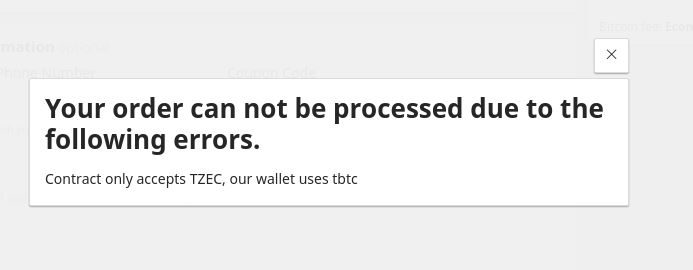 Bitcoin fee: Econ
mation optional
Phone Number Coupon Code
Your order can not be processed due to the
following errors.
Contract only accepts TZEC, our wallet uses tbtc